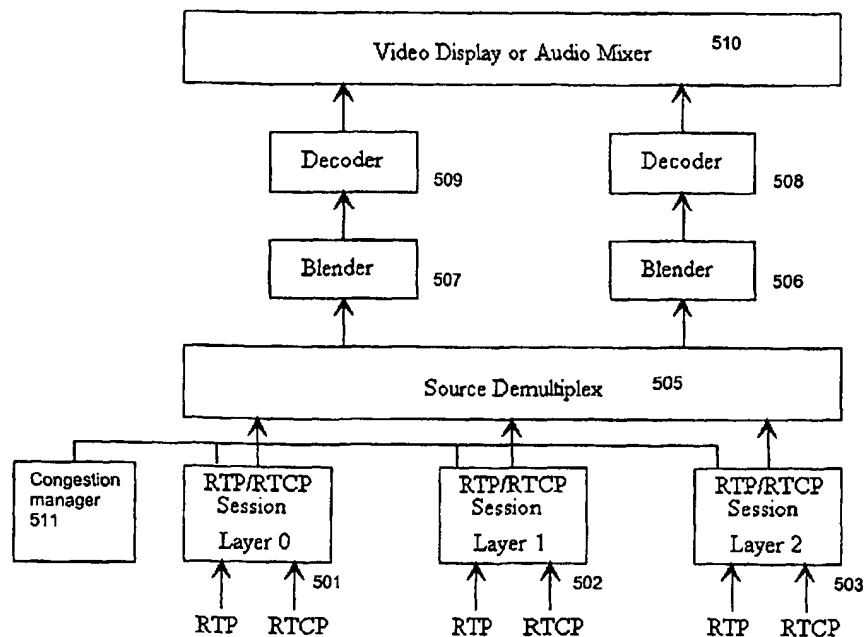 Video Display or Audio Mixer 510
Decoder 509
Decoder 508
Blender 507
Blender 506
Source Demultiplex 505
Congestion
manager
511
RTP/RTCP
Session
Layer 0
501
RTP/RTCP
Session
Layer 1
502
RTP/RTCP
Session
Layer 2
503
RTP RTCP RTP RTCP RTP RTCP